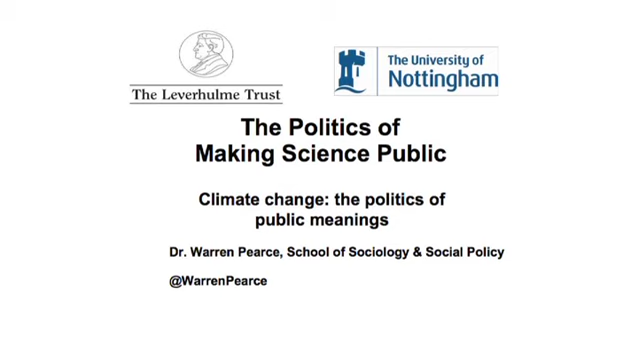 The Leverhulme Trust
The University of
Nottingham
The Politics of
Making Science Public
Climate change: the politics of
public meanings
Dr. Warren Pearce, School of Sociology & Social Policy
@WarrenPearce